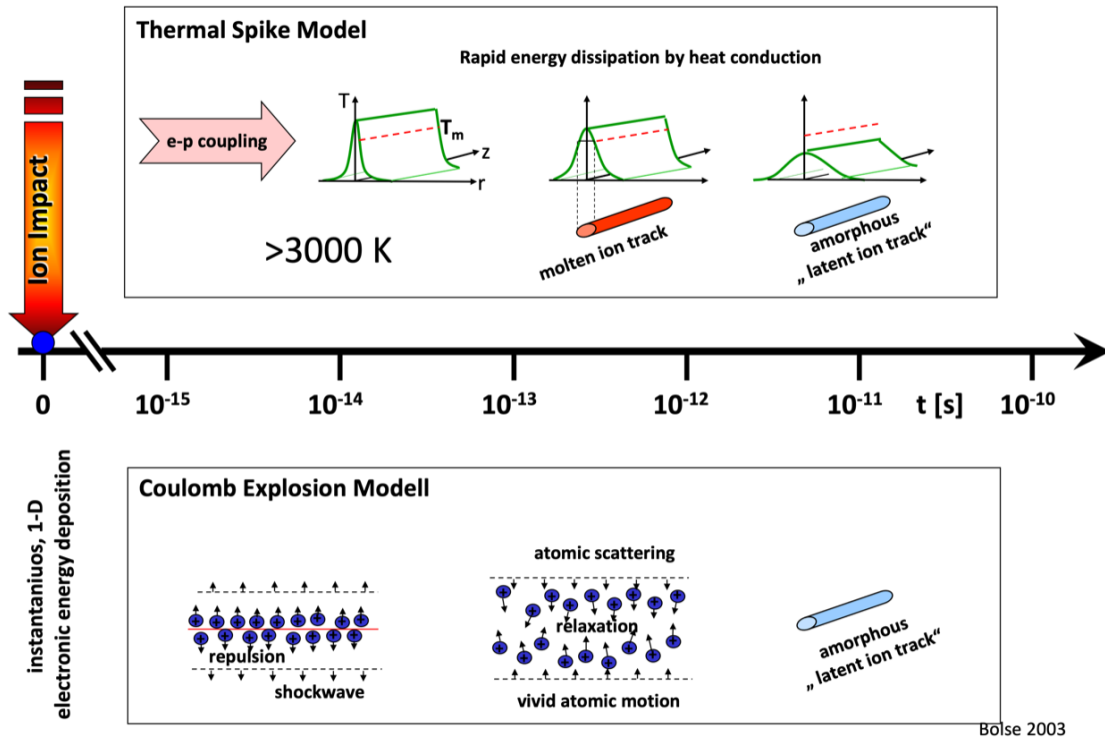 Thermal Spike Model
Rapid energy dissipation by heat conduction
Ion Impact
e-p coupling
T
Tm
z
r
>3000 K
molten ion track
amorphous
„ latent ion track“
0
10-15
10-14
10-13
10-12
10-11
t [s]
10-10
instantaniuos, 1-D
electronic energy deposition
Coulomb Explosion Modell
repulsion
shockwave
atomic scattering
relaxation
vivid atomic motion
amorphous
„ latent ion track“
Bolse 2003